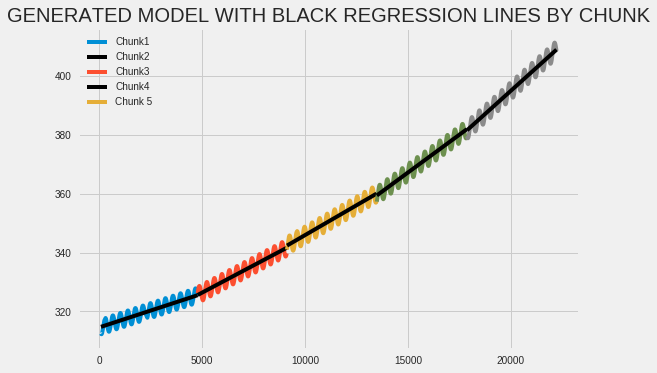 GENERATED MODEL WITH BLACK REGRESSION LINES BY CHUNK
Chunk1
Chunk2
Chunk3
Chunk4
Chunk 5
400
380
360
340
320
0 5000 10000 15000 20000